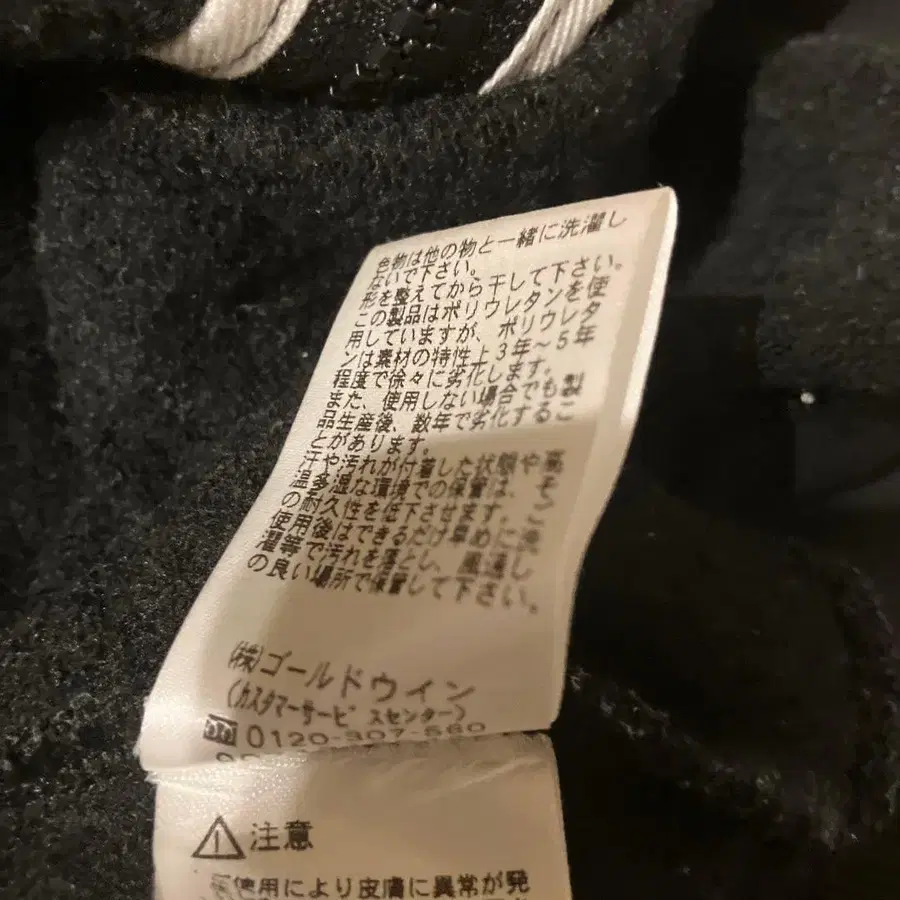 色物は他の物と一緒に洗濯し
ないで下さい。
形を整えてから干して下さい。
この製品はポリウレタンを使
用していますが、ポリウレタ
ンは素材の特性上3年～5年
程度で徐々に劣化します。
また、使用しない場合でも製
品生産後、数年で劣化するこ
とがあります。
汗や汚れが付着した状態や高
温多湿な環境での保管は、そ
の耐久性を低下させます。ご
使用後はできるだけ早めに洗
濯等で汚れを落とし、風通し
の良い場所で保管して下さい。
(株)ゴールドウイン
(カスタマーサービスセンター)
0120-307-560
注意
使用により皮膚に異常が発